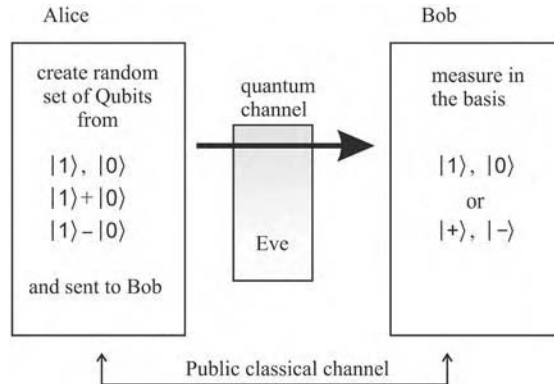 Alice
create random
set of Qubits
from
|1⟩, |0⟩
|1⟩+|0⟩
|1⟩−|0⟩
and sent to Bob
quantum
channel
Eve
Bob
measure in
the basis
|1⟩, |0⟩
or
|+⟩, |−⟩
Public classical channel